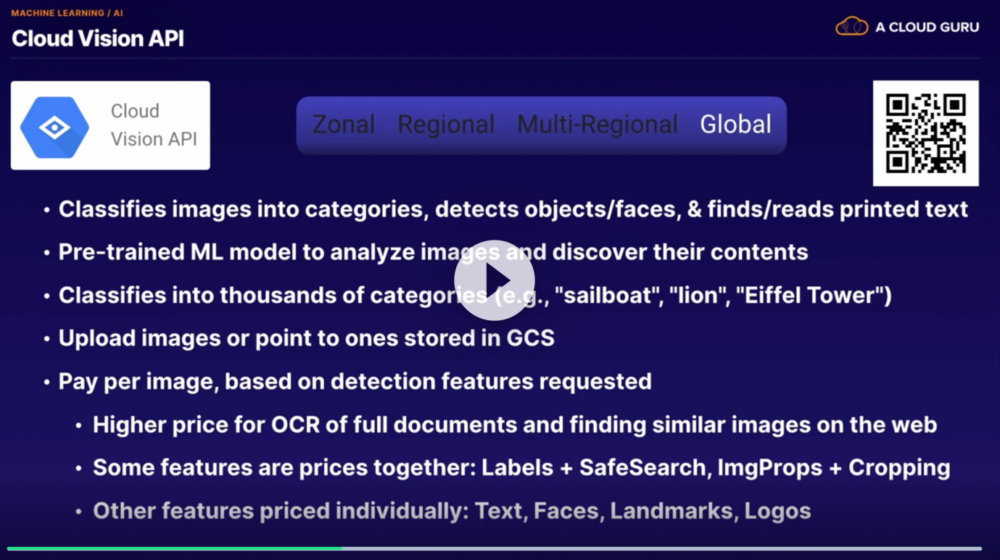 MACHINE LEARNING / AI
Cloud Vision API
A CLOUD GURU
Cloud
Vision API
Zonal Regional Multi-Regional Global
• Classifies images into categories, detects objects/faces, & finds/reads printed text
• Pre-trained ML model to analyze images and discover their contents
• Classifies into thousands of categories (e.g., "sailboat", "lion", "Eiffel Tower")
• Upload images or point to ones stored in GCS
• Pay per image, based on detection features requested
• Higher price for OCR of full documents and finding similar images on the web
• Some features are prices together: Labels + SafeSearch, ImgProps + Cropping
• Other features priced individually: Text, Faces, Landmarks, Logos